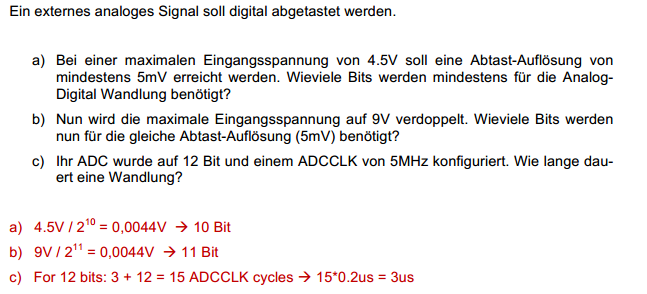 Ein externes analoges Signal soll digital abgetastet werden.
a) Bei einer maximalen Eingangsspannung von 4.5V soll eine Abtast-Auflösung von
mindestens 5mV erreicht werden. Wieviele Bits werden mindestens für die Analog-
Digital Wandlung benötigt?
b) Nun wird die maximale Eingangsspannung auf 9V verdoppelt. Wieviele Bits werden
nun für die gleiche Abtast-Auflösung (5mV) benötigt?
c) Ihr ADC wurde auf 12 Bit und einem ADCCLK von 5MHz konfiguriert. Wie lange dau-
ert eine Wandlung?
a) 4.5V / 2¹⁰ = 0,0044V → 10 Bit
b) 9V / 2¹¹ = 0,0044V → 11 Bit
c) For 12 bits: 3 + 12 = 15 ADCCLK cycles → 15*0.2us = 3us